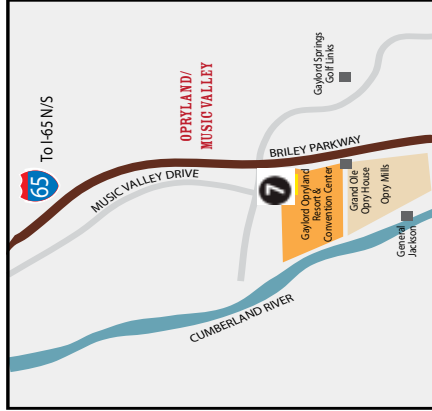 65
To I-65 N/S
OPRYLAND/
MUSIC VALLEY
Gaylord Springs
Golf Links
BRILEY PARKWAY
MUSIC VALLEY DRIVE
7
Gaylord Opryland
Resort &
Convention Center
Grand Ole
Opry House
Opry Mills
General
Jackson
CUMBERLAND RIVER